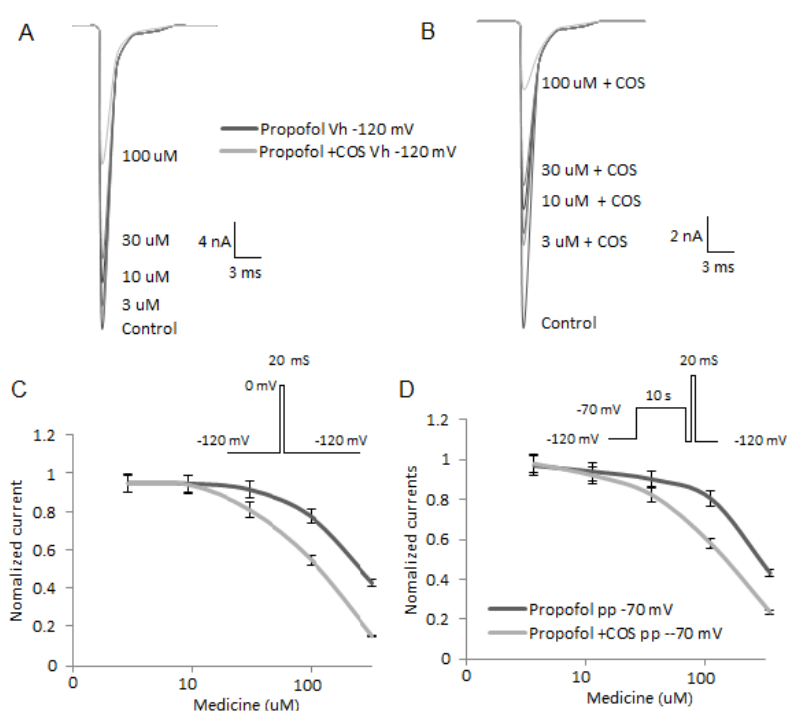 A
100 uM
30 uM
10 uM
3 uM
Control
Propofol Vh -120 mV
Propofol +COS Vh -120 mV
4 nA
3 ms
B
100 uM + COS
30 uM + COS
10 uM + COS
3 uM + COS
Control
2 nA
3 ms
C
20 mS
0 mV
-120 mV
-120 mV
Nomalized current
1.2
1
0.8
0.6
0.4
0.2
0
0
10
100
Medicine (uM)
D
20 mS
10 s
-70 mV
-120 mV
-120 mV
Normalized currents
1.2
1
0.8
0.6
0.4
0.2
0
Propofol pp -70 mV
Propofol +COS pp --70 mV
0
10
100
Medicine (uM)